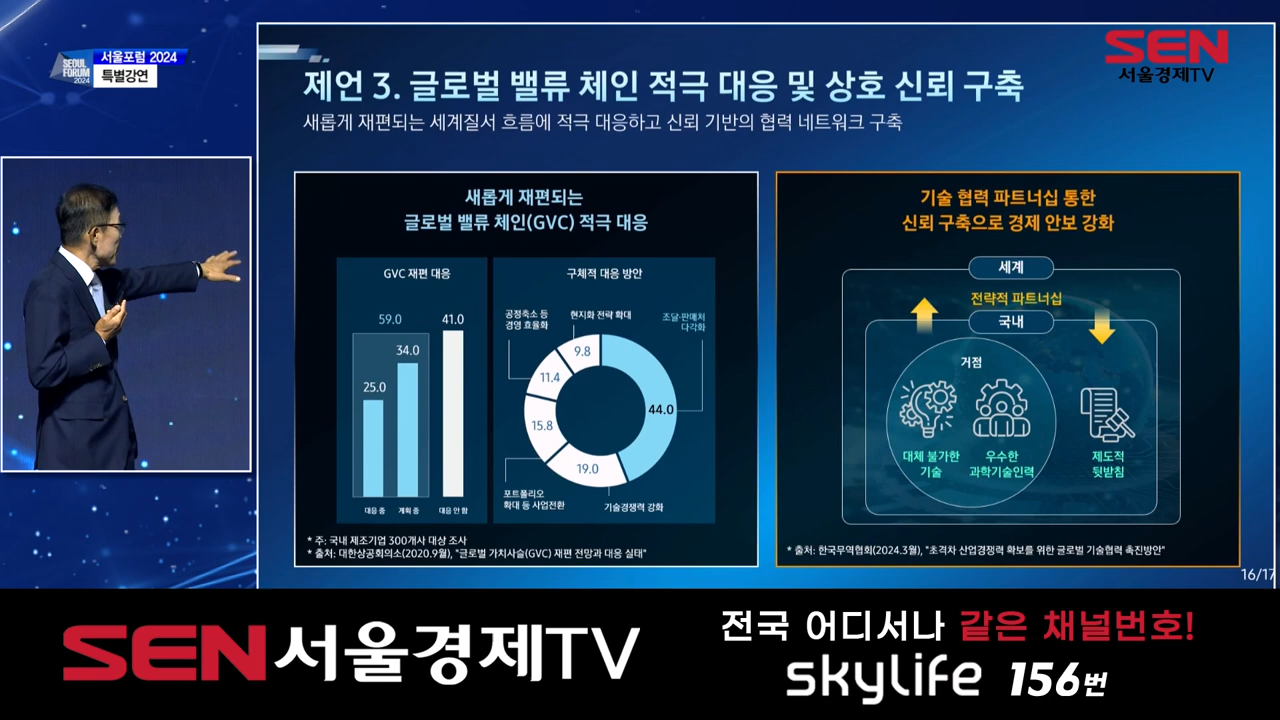 SEOUL
FORUM
2024
서울포럼 2024
특별강연
SEN
서울경제TV
제언 3. 글로벌 밸류 체인 적극 대응 및 상호 신뢰 구축
새롭게 재편되는 세계질서 흐름에 적극 대응하고 신뢰 기반의 협력 네트워크 구축
새롭게 재편되는
글로벌 밸류 체인(GVC) 적극 대응
GVC 재편 대응
59.0
41.0
34.0
25.0
대응 중
계획 중
대응 안 함
구체적 대응 방안
공정축소 등
경영 효율화
현지화 전략 확대
조달·판매처
다각화
9.8
11.4
44.0
15.8
19.0
포트폴리오
확대 등 사업전환
기술경쟁력 강화
* 주: 국내 제조기업 300개사 대상 조사
* 출처: 대한상공회의소(2020.9월), "글로벌 가치사슬(GVC) 재편 전망과 대응 실태"
기술 협력 파트너십 통한
신뢰 구축으로 경제 안보 강화
세계
전략적 파트너십
국내
거점
대체 불가한
기술
우수한
과학기술인력
제도적
뒷받침
* 출처: 한국무역협회(2024.3월), "초격차 산업경쟁력 확보를 위한 글로벌 기술협력 촉진방안"
16/17
SEN서울경제TV
전국 어디서나 같은 채널번호!
skylife 156번